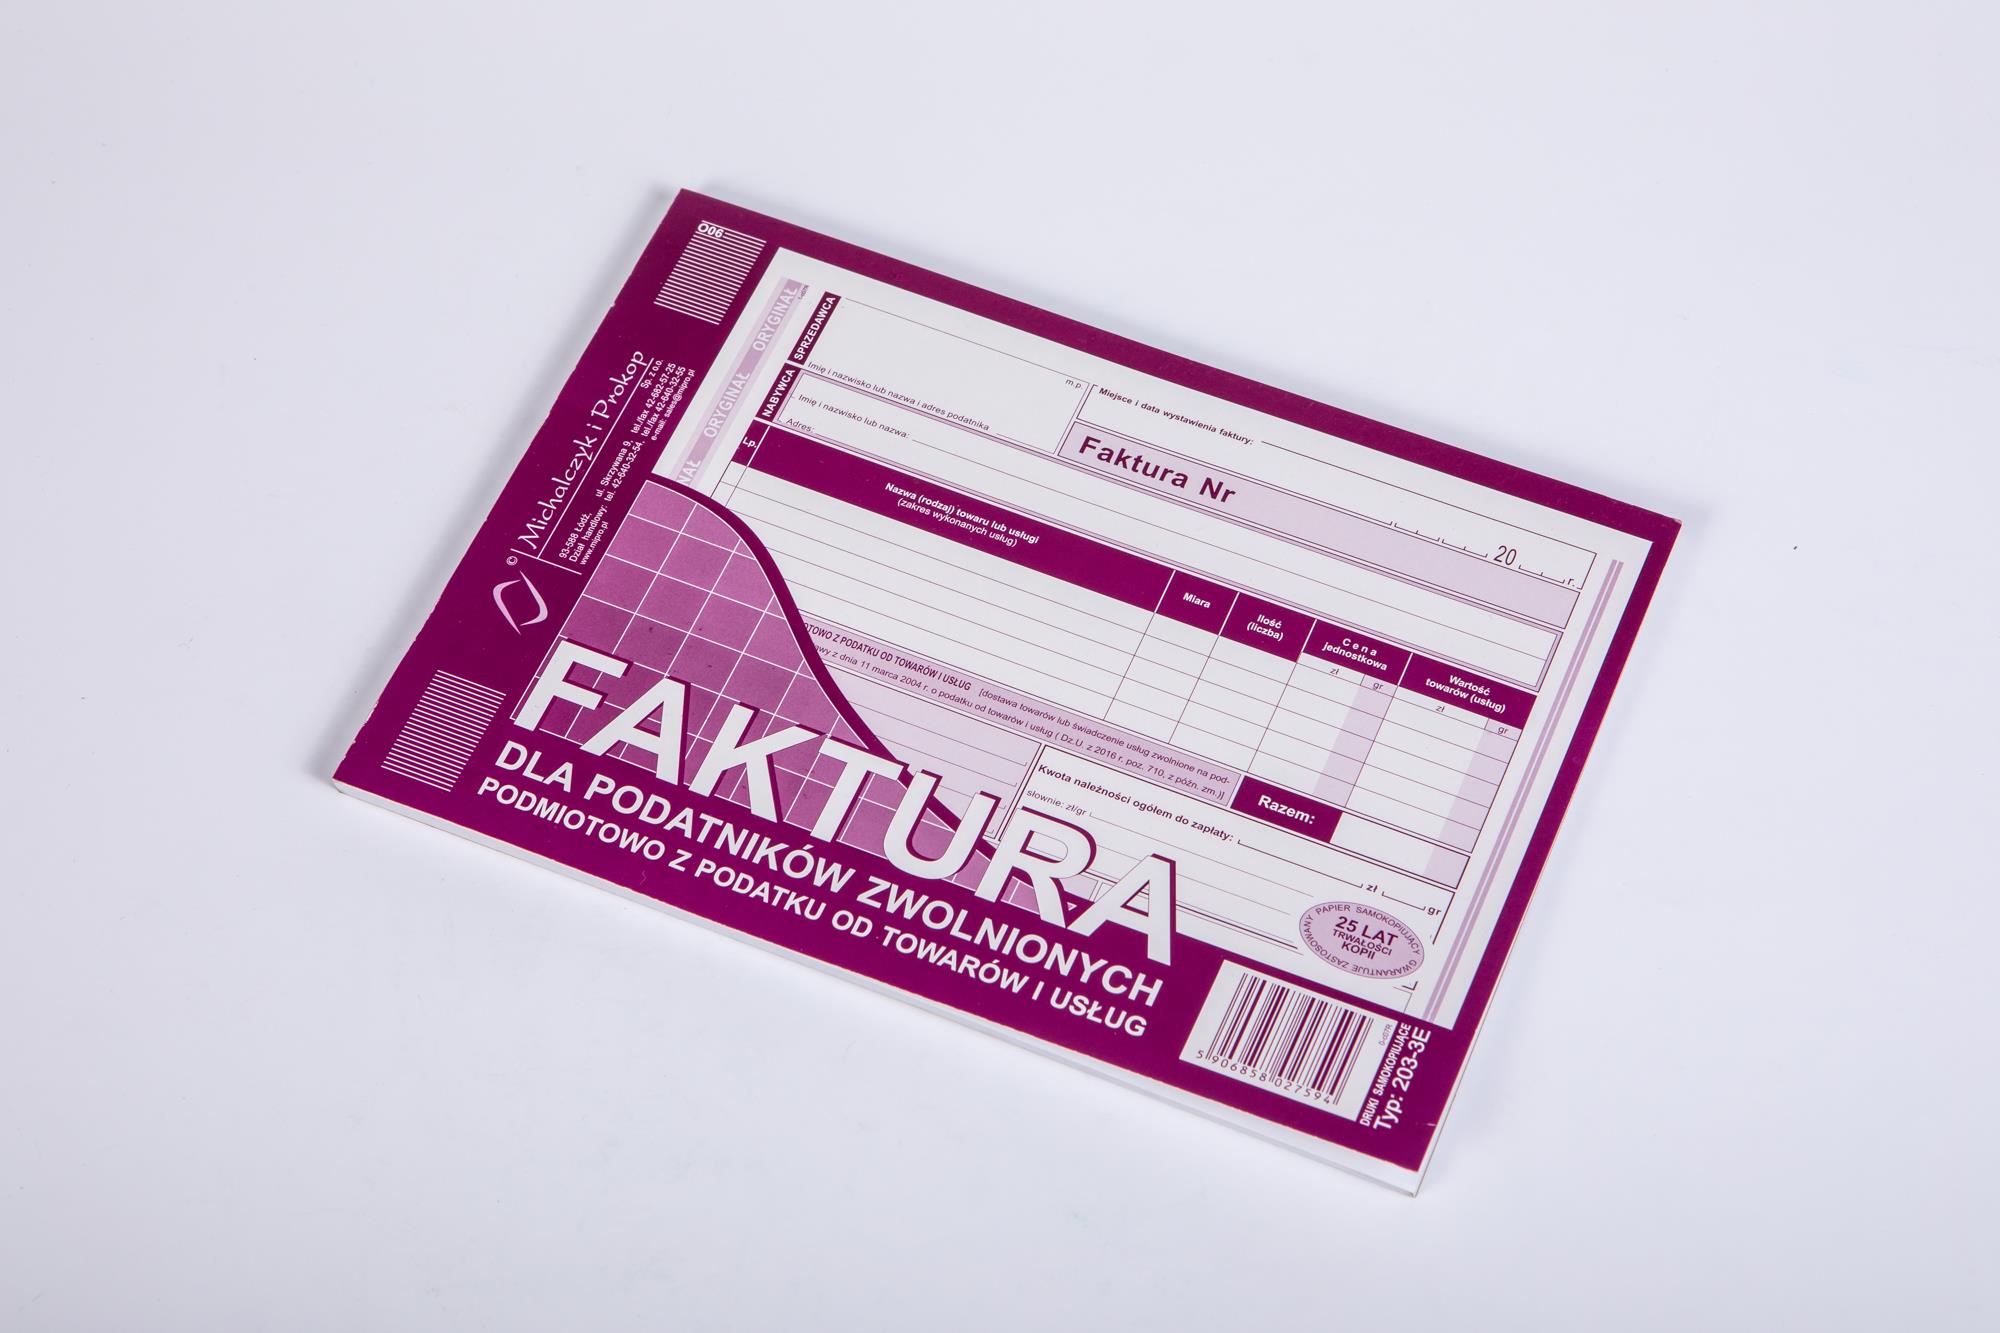 O06
© Michalczyk i Prokop
Sp. z o.o.
93-588 Łódź, ul. Skrzywana 9, tel./fax 42-682-57-25
Dział handlowy: tel. 42-640-32-54, tel./fax 42-640-32-55
www.mipro.pl e-mail: sales@mipro.pl
ORYGINAŁ
ORYGINAŁ
NAŁ
SPRZEDAWCA
m.p.
Imię i nazwisko lub nazwa i adres podatnika
Miejsce i data wystawienia faktury:
20 r.
Faktura Nr
NABYWCA
Imię i nazwisko lub nazwa:
Adres:
Lp.
Nazwa (rodzaj) towaru lub usługi
(zakres wykonanych usług)
Miara
Ilość
(liczba)
Cena
jednostkowa
zł gr
Wartość
towarów (usług)
zł gr
OTOWO Z PODATKU OD TOWARÓW I USŁUG [dostawa towarów lub świadczenie usług zwolnione na pod-
awy z dnia 11 marca 2004 r. o podatku od towarów i usług ( Dz.U. z 2016 r. poz. 710, z późn. zm.)]
Razem:
Kwota należności ogółem do zapłaty:
zł gr
słownie: zł/gr
FAKTURA
DLA PODATNIKÓW ZWOLNIONYCH
PODMIOTOWO Z PODATKU OD TOWARÓW I USŁUG
ZASTOSOWANY PAPIER SAMOKOPIUJĄCY GWARANTUJE
25 LAT
TRWAŁOŚCI
KOPII
5 906858 027594
DRUKI SAMOKOPIUJĄCE
Typ: 203-3E